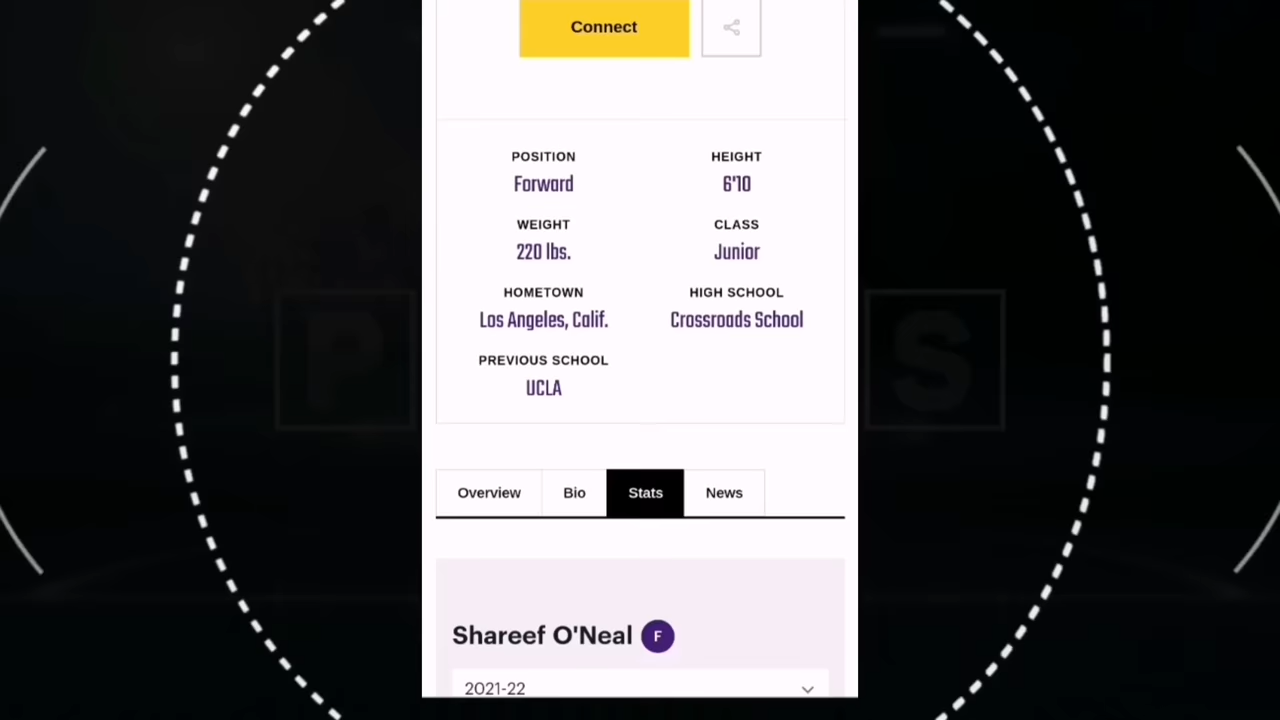 Connect
POSITION
Forward
HEIGHT
6'10
WEIGHT
220 lbs.
CLASS
Junior
HOMETOWN
Los Angeles, Calif.
HIGH SCHOOL
Crossroads School
PREVIOUS SCHOOL
UCLA
P
S
Overview Bio Stats News
Shareef O'Neal F
2021-22